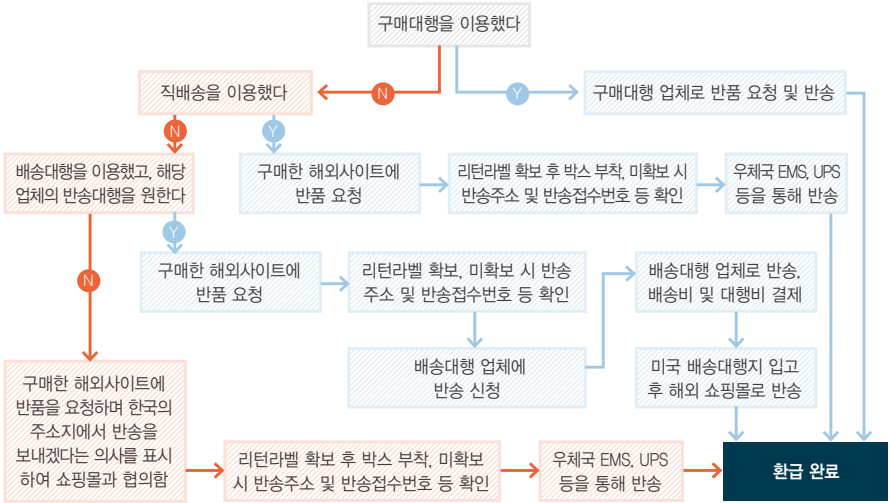 구매대행을 이용했다
N
Y
직배송을 이용했다
구매대행 업체로 반품 요청 및 반송
N
Y
배송대행을 이용했고, 해당
업체의 반송대행을 원한다
구매한 해외사이트에
반품 요청
리턴라벨 확보 후 박스 부착, 미확보 시
반송주소 및 반송접수번호 등 확인
우체국 EMS, UPS
등을 통해 반송
N
Y
구매한 해외사이트에
반품 요청
리턴라벨 확보, 미확보 시 반송
주소 및 반송접수번호 등 확인
배송대행 업체로 반송,
배송비 및 대행비 결제
배송대행 업체에
반송 신청
미국 배송대행지 입고
후 해외 쇼핑몰로 반송
구매한 해외사이트에
반품을 요청하며 한국의
주소지에서 반송을
보내겠다는 의사를 표시
하여 쇼핑몰과 협의함
리턴라벨 확보 후 박스 부착, 미확보
시 반송주소 및 반송접수번호 등 확인
우체국 EMS, UPS
등을 통해 반송
환급 완료